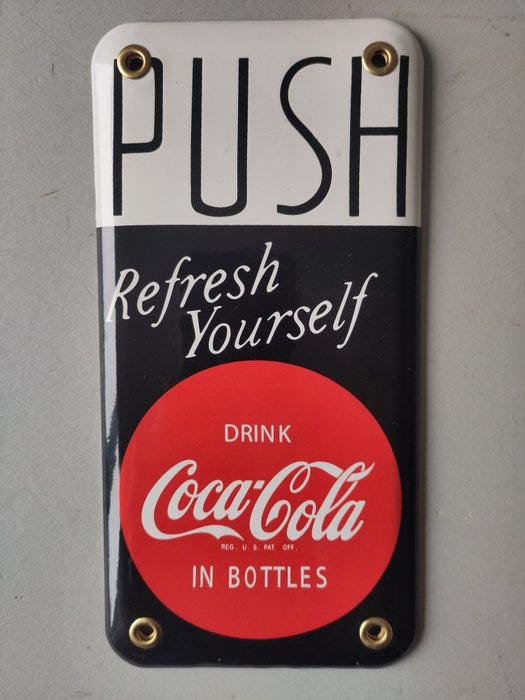 PUSH
Refresh
Yourself
DRINK
Coca-Cola
REG. U. S. PAT. OFF.
IN BOTTLES